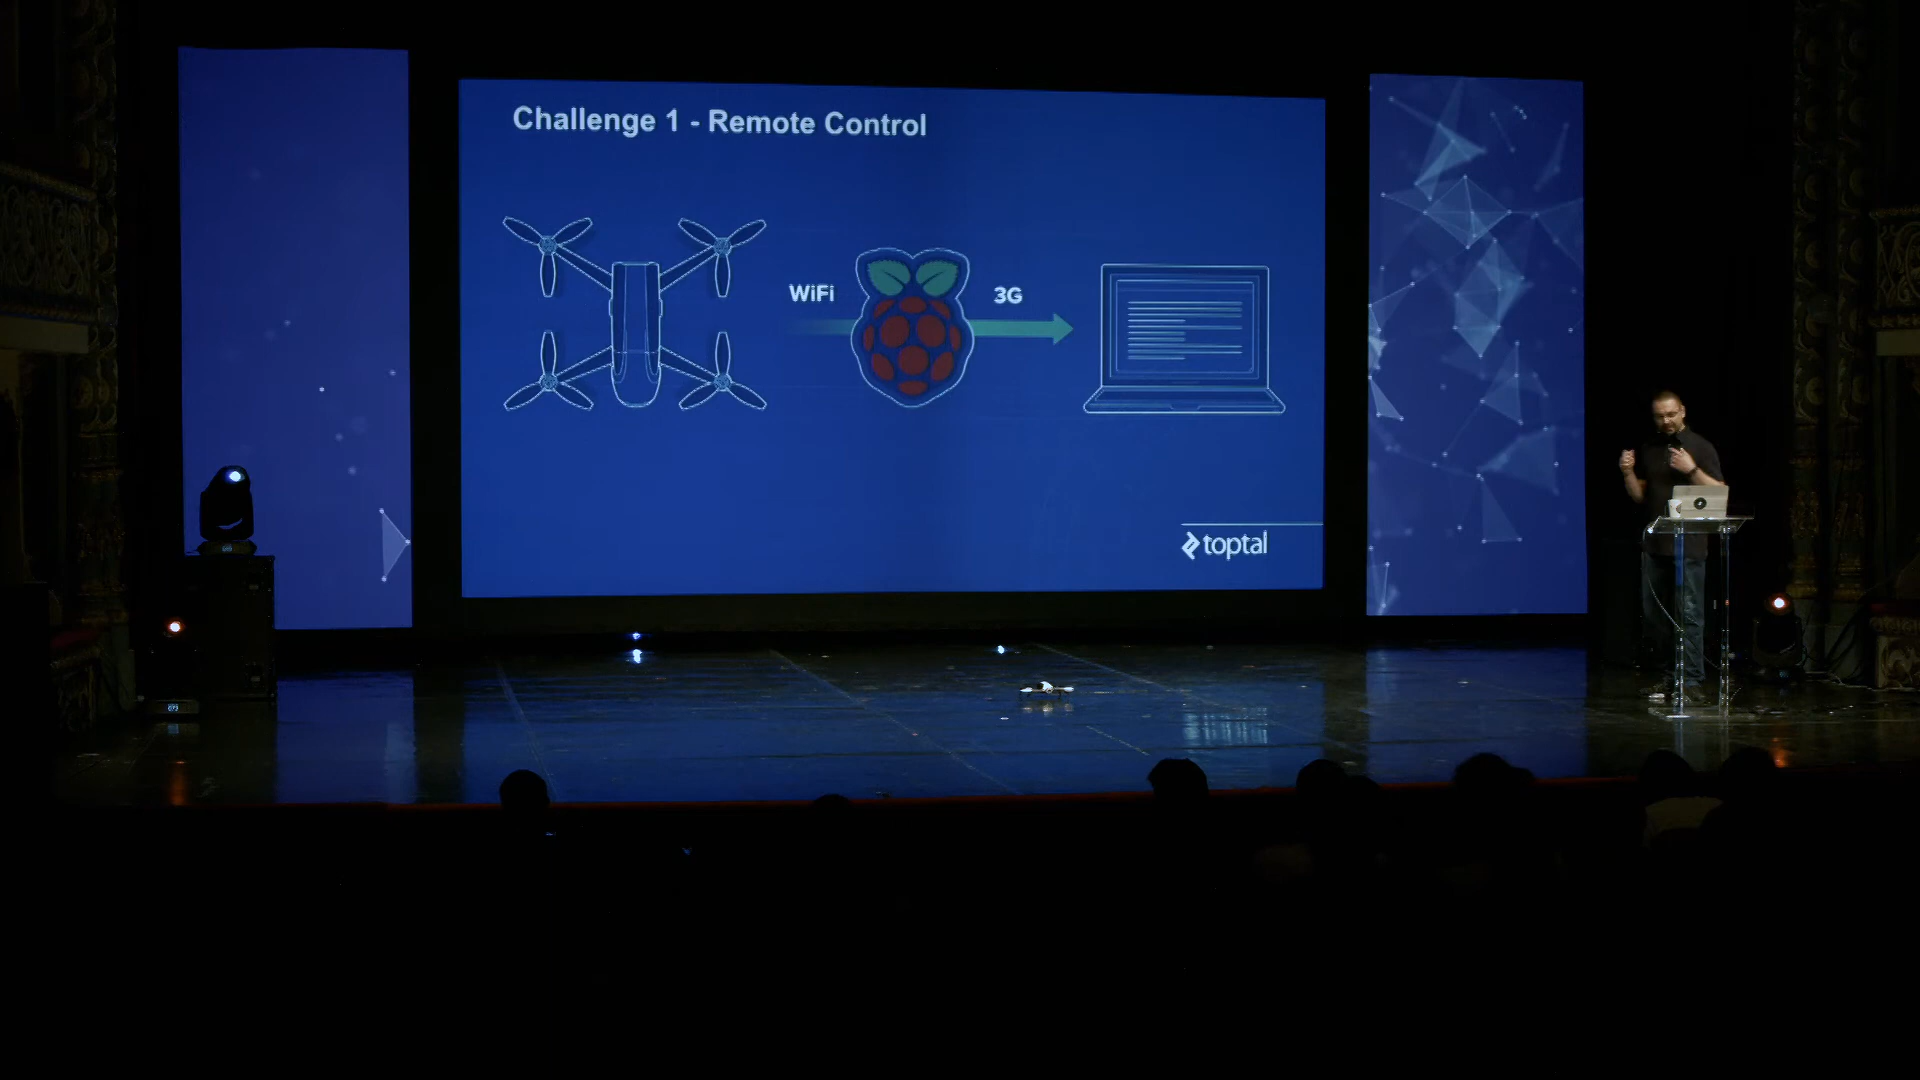 Challenge 1 - Remote Control
WiFi
3G
toptal